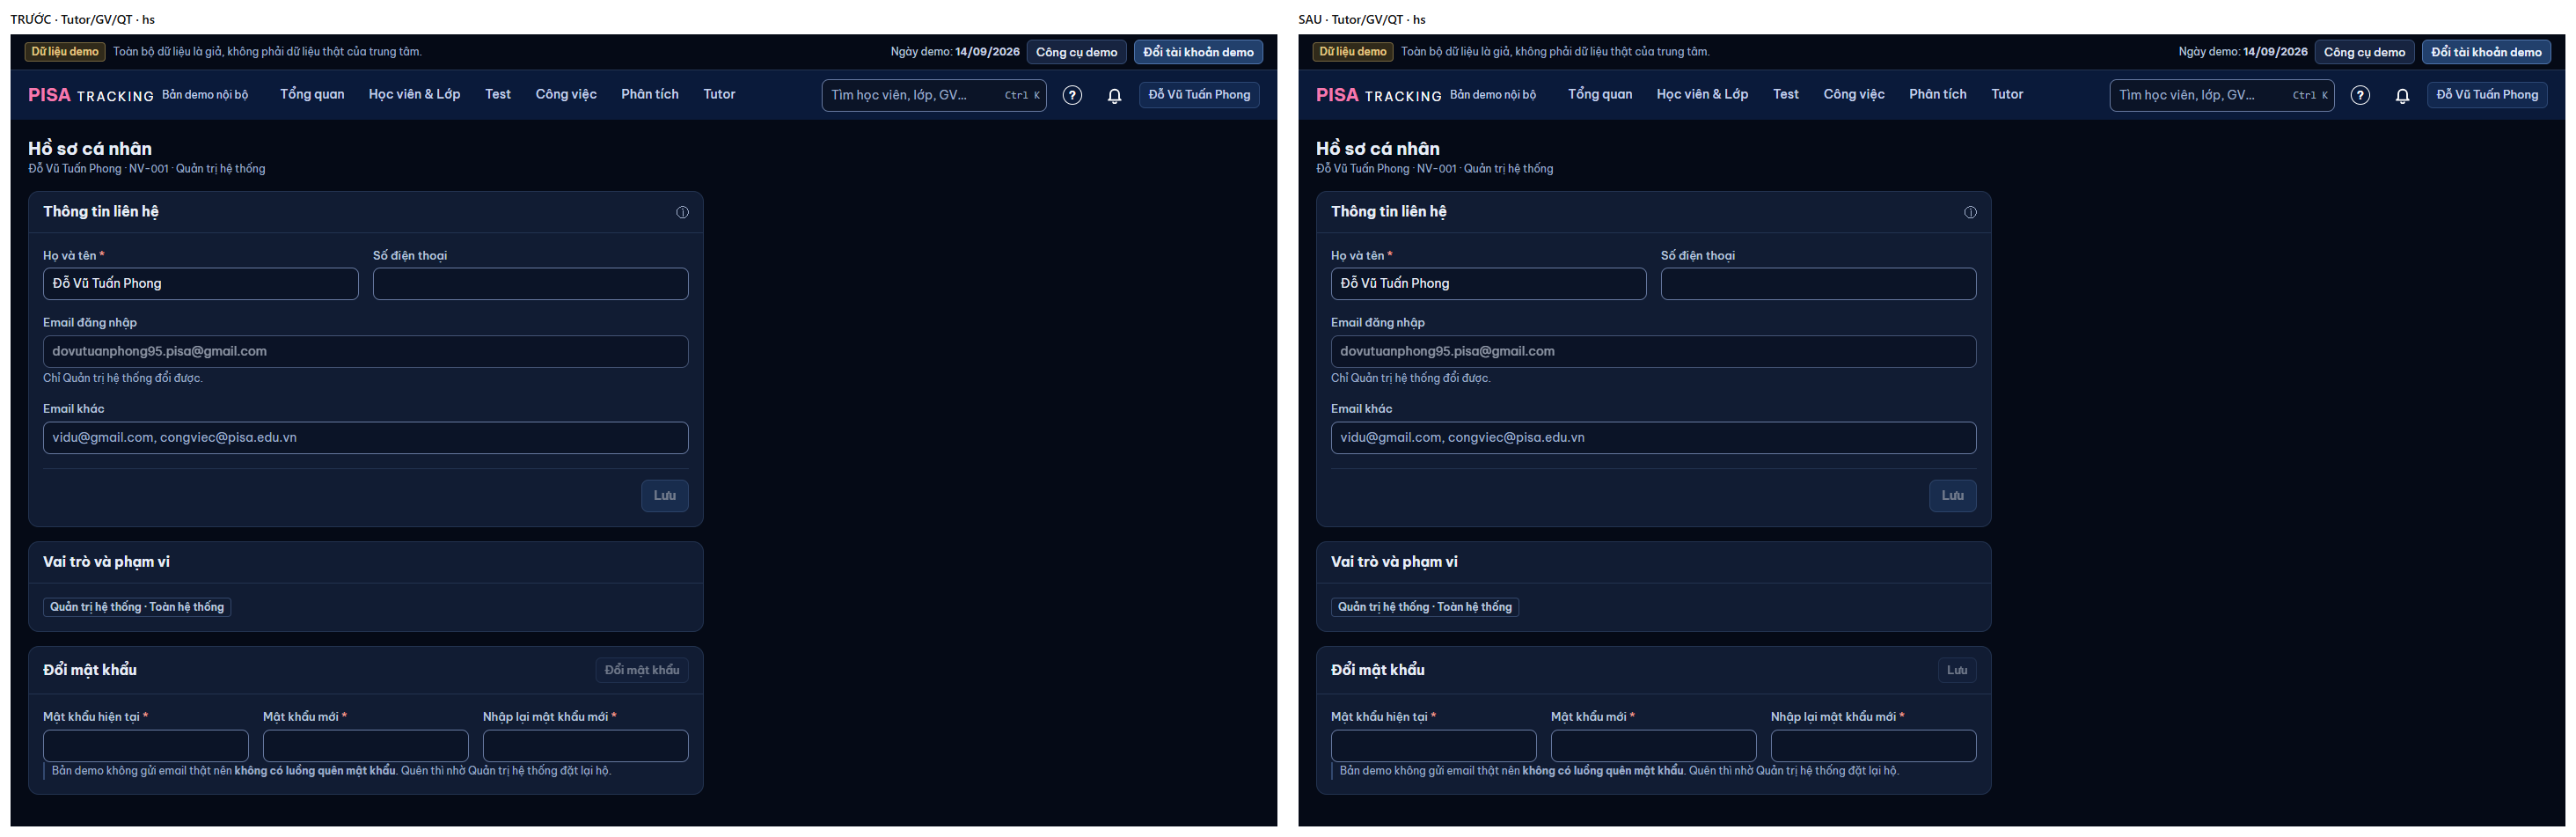 TRƯỚC · Tutor/GV/QT · hs
Dữ liệu demo Toàn bộ dữ liệu là giả, không phải dữ liệu thật của trung tâm. Ngày demo: 14/09/2026 Công cụ demo Đổi tài khoản demo
PISA TRACKING Bản demo nội bộ Tổng quan Học viên & Lớp Test Công việc Phân tích Tutor Tìm học viên, lớp, GV... Ctrl K ? Đỗ Vũ Tuấn Phong
Hồ sơ cá nhân
Đỗ Vũ Tuấn Phong · NV-001 · Quản trị hệ thống
Thông tin liên hệ
Họ và tên * Số điện thoại
Đỗ Vũ Tuấn Phong
Email đăng nhập
dovutuanphong95.pisa@gmail.com
Chỉ Quản trị hệ thống đổi được.
Email khác
vidu@gmail.com, congviec@pisa.edu.vn
Lưu
Vai trò và phạm vi
Quản trị hệ thống · Toàn hệ thống
Đổi mật khẩu Đổi mật khẩu
Mật khẩu hiện tại * Mật khẩu mới * Nhập lại mật khẩu mới *
Bản demo không gửi email thật nên không có luồng quên mật khẩu. Quên thì nhờ Quản trị hệ thống đặt lại hộ.
SAU · Tutor/GV/QT · hs
Dữ liệu demo Toàn bộ dữ liệu là giả, không phải dữ liệu thật của trung tâm. Ngày demo: 14/09/2026 Công cụ demo Đổi tài khoản demo
PISA TRACKING Bản demo nội bộ Tổng quan Học viên & Lớp Test Công việc Phân tích Tutor Tìm học viên, lớp, GV... Ctrl K ? Đỗ Vũ Tuấn Phong
Hồ sơ cá nhân
Đỗ Vũ Tuấn Phong · NV-001 · Quản trị hệ thống
Thông tin liên hệ
Họ và tên * Số điện thoại
Đỗ Vũ Tuấn Phong
Email đăng nhập
dovutuanphong95.pisa@gmail.com
Chỉ Quản trị hệ thống đổi được.
Email khác
vidu@gmail.com, congviec@pisa.edu.vn
Lưu
Vai trò và phạm vi
Quản trị hệ thống · Toàn hệ thống
Đổi mật khẩu Lưu
Mật khẩu hiện tại * Mật khẩu mới * Nhập lại mật khẩu mới *
Bản demo không gửi email thật nên không có luồng quên mật khẩu. Quên thì nhờ Quản trị hệ thống đặt lại hộ.